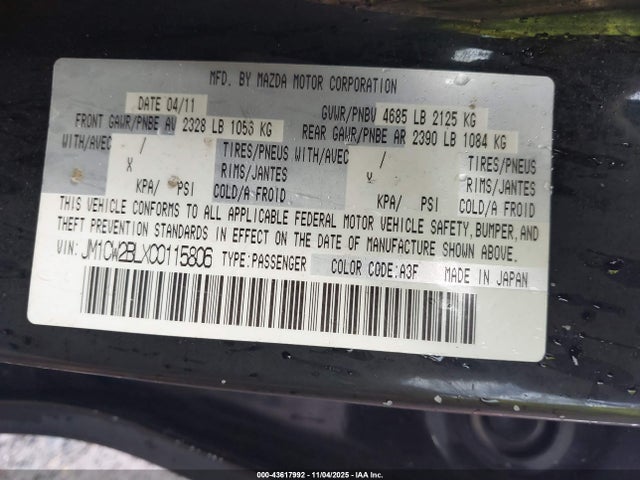 MFD. BY MAZDA MOTOR CORPORATION
DATE 04/11 GVWR/PNBV 4685 LB 2125 KG
FRONT GAWR/PNBE AV 2328 LB 1056 KG REAR GAWR/PNBE AR 2390 LB 1084 KG
WITH/AVEC / TIRES/PNEUS WITH/AVEC / TIRES/PNEUS
X RIMS/JANTES RIMS/JANTES
KPA/ PSI COLD/A FROID KPA/ PSI COLD/A FROID
THIS VEHICLE CONFORMS TO ALL APPLICABLE FEDERAL MOTOR VEHICLE SAFETY, BUMPER, AND
THEFT PREVENTION STANDARDS IN EFFECT ON THE DATE OF MANUFACTURE SHOWN ABOVE.
VIN: JM1CW2BLXC0115806 TYPE:PASSENGER COLOR CODE:A3F MADE IN JAPAN
000-43617992 - 11/04/2025 - IAAI, Inc.